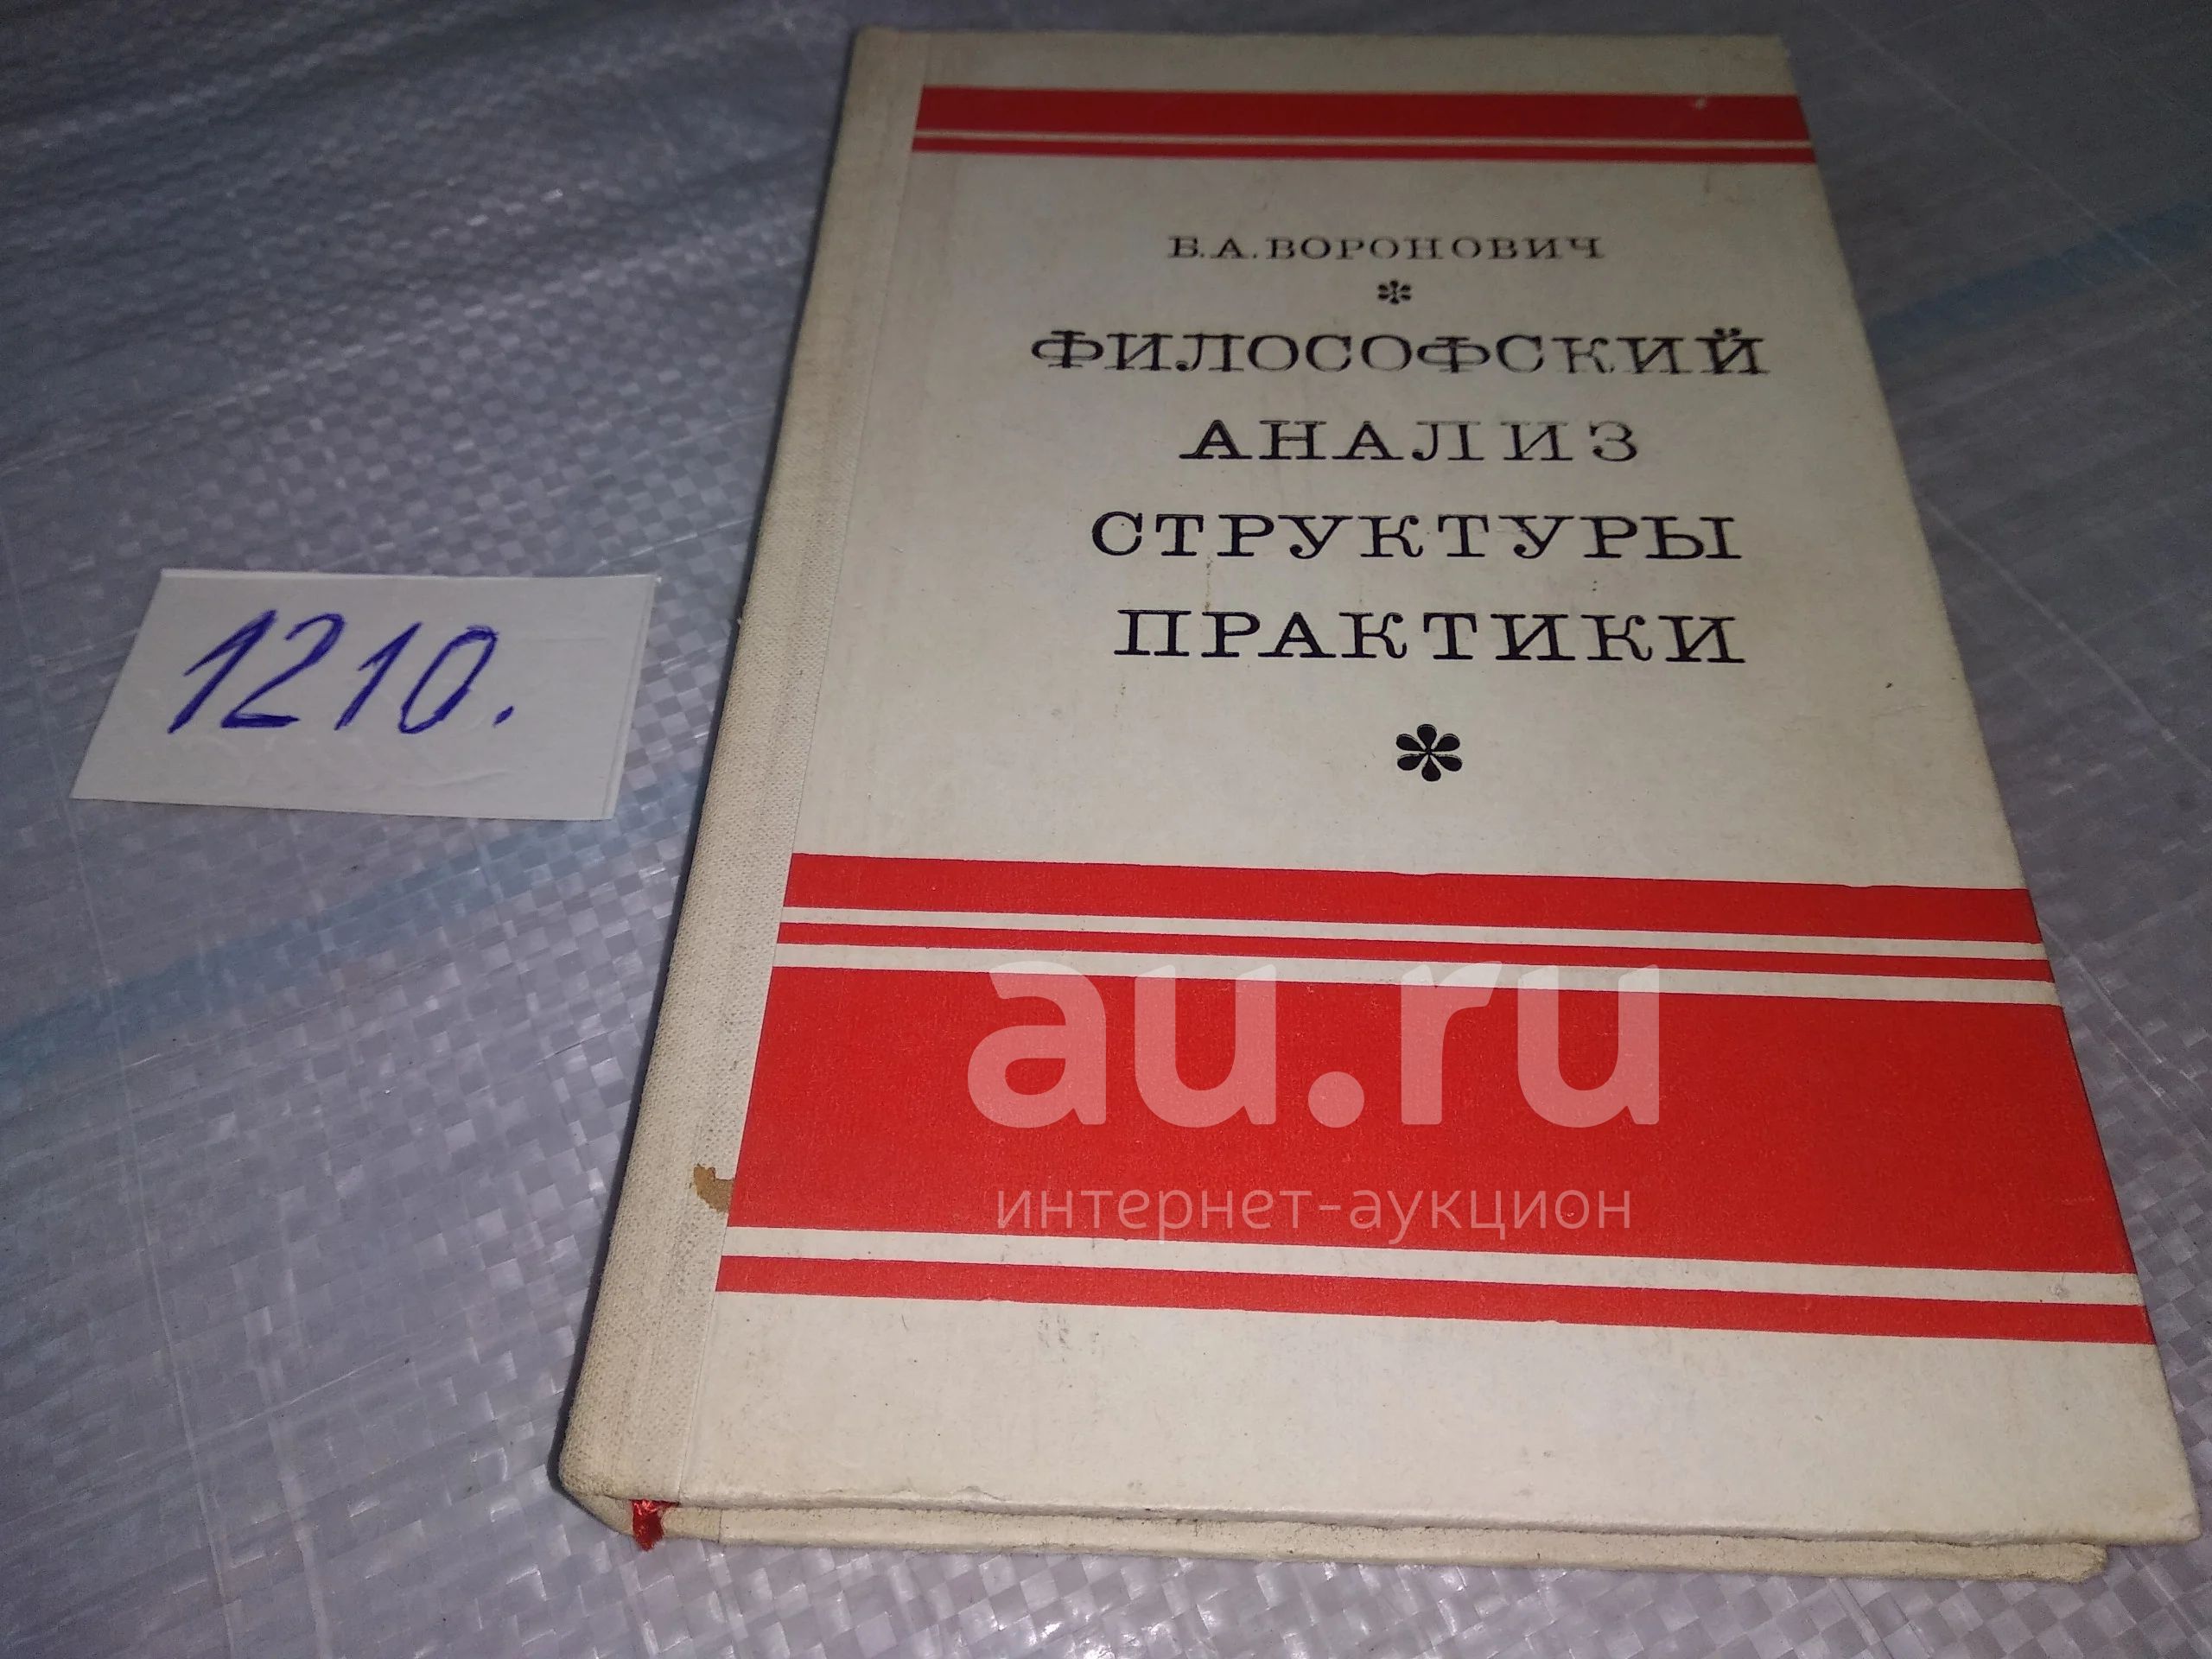 Б.А.ВОРОНОВИЧ
ФИЛОСОФСКИЙ
АНАЛИЗ
СТРУКТУРЫ
ПРАКТИКИ
1210.
au.ru
интернет-аукцион